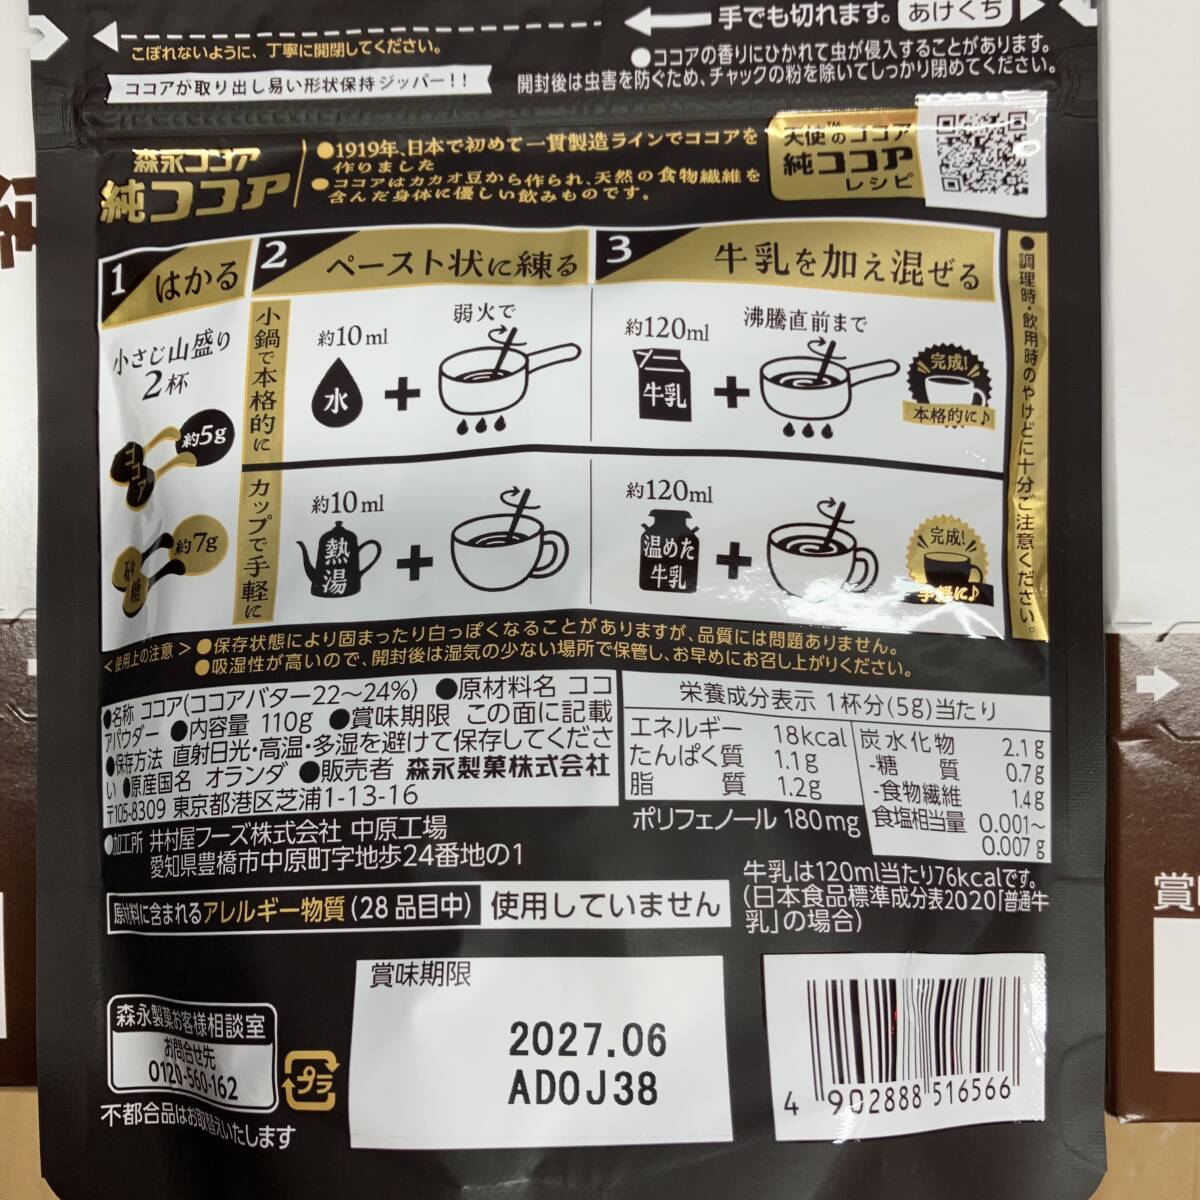 手でも切れます。 あけくち
こぼれないように、丁寧に開閉してください。
●ココアの香りにひかれて虫が侵入することがあります。
開封後は虫害を防ぐため、チャックの粉を除いてしっかり閉めてください。
ココアが取り出し易い形状保持ジッパー!!
森永ココア
純ココア
●1919年、日本で初めて一貫製造ラインでココアを
作りました
●ココアはカカオ豆から作られ、天然の食物繊維を
含んだ身体に優しい飲みものです。
天使™のココア
純ココア
レシピ
1 はかる
小さじ山盛り
2杯
ココア
約5g
砂糖
約7g
2 ペースト状に練る
3 牛乳を加え混ぜる
小鍋で本格的に
約10ml
水
+
弱火で
約120ml
牛乳
+
沸騰直前まで
完成!
本格的に♪
カップで手軽に
約10ml
熱湯
+
約120ml
温めた
牛乳
+
完成!
手軽に♪
●調理時・飲用時のやけどに十分ご注意ください。
<使用上の注意>●保存状態により固まったり白っぽくなることがありますが、品質には問題ありません。
●吸湿性が高いので、開封後は湿気の少ない場所で保管し、お早めにお召し上がりください。
●名称 ココア(ココアバター22～24%) ●原材料名 ココ
アパウダー ●内容量 110g ●賞味期限 この面に記載
●保存方法 直射日光・高温・多湿を避けて保存してくださ
い ●原産国名 オランダ ●販売者 森永製菓株式会社
〒105-8309 東京都港区芝浦1-13-16
●加工所 井村屋フーズ株式会社 中原工場
愛知県豊橋市中原町字地歩24番地の1
栄養成分表示 1杯分(5g)当たり
エネルギー 18kcal
たんぱく質 1.1g
脂質 1.2g
炭水化物 2.1g
-糖質 0.7g
-食物繊維 1.4g
食塩相当量 0.001～
0.007g
ポリフェノール 180mg
牛乳は120ml当たり76kcalです。
(日本食品標準成分表2020「普通牛
乳」の場合)
原材料に含まれるアレルギー物質(28品目中) 使用していません
森永製菓お客様相談室
お問合せ先
0120-560-162
不都合品はお取替えいたします
プラ
賞味期限
2027.06
ADOJ38
4 902888 516566